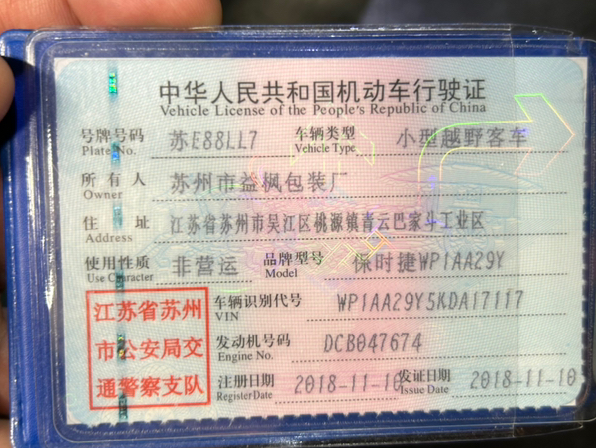 中华人民共和国机动车行驶证
Vehicle License of the People's Republic of China
号牌号码 苏E88LL7 车辆类型 小型越野客车
Plate No. Vehicle Type
所有人 苏州市益枫包装厂
Owner
住址 江苏省苏州市吴江区桃源镇青云巴家斗工业区
Address
使用性质 非营运 品牌型号 保时捷WP1AA29Y
Use Character Model
江苏省苏州 车辆识别代号 WP1AA29Y5KDA17117
VIN
市公安局交 发动机号码 DCB047674
Engine No.
通警察支队 注册日期 2018-11-10 发证日期 2018-11-10
Register Date Issue Date